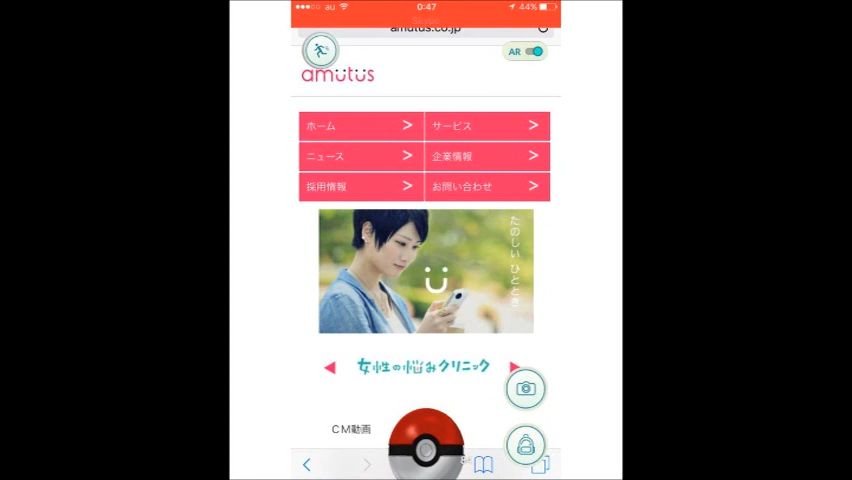 au 0:47 44%
Skype
amutus.co.jp
AR
amutus
ホーム > サービス >
ニュース > 企業情報 >
採用情報 > お問い合わせ >
たのしい ひととき
女性の悩みクリニック
CM動画